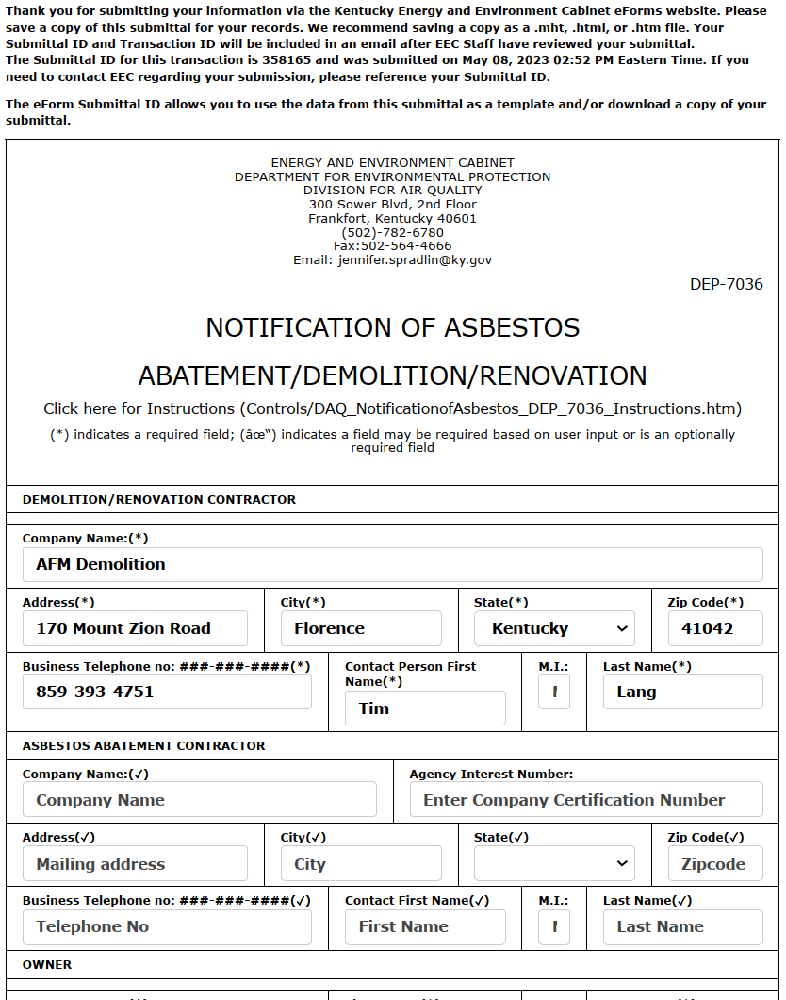 Thank you for submitting your information via the Kentucky Energy and Environment Cabinet eForms website. Please
save a copy of this submittal for your records. We recommend saving a copy as a .mht, .html, or .htm file. Your
Submittal ID and Transaction ID will be included in an email after EEC Staff have reviewed your submittal.
The Submittal ID for this transaction is 358165 and was submitted on May 08, 2023 02:52 PM Eastern Time. If you
need to contact EEC regarding your submission, please reference your Submittal ID.
The eForm Submittal ID allows you to use the data from this submittal as a template and/or download a copy of your
submittal.
ENERGY AND ENVIRONMENT CABINET
DEPARTMENT FOR ENVIRONMENTAL PROTECTION
DIVISION FOR AIR QUALITY
300 Sower Blvd, 2nd Floor
Frankfort, Kentucky 40601
(502)-782-6780
Fax:502-564-4666
Email: jennifer.spradlin@ky.gov
DEP-7036
NOTIFICATION OF ASBESTOS
ABATEMENT/DEMOLITION/RENOVATION
Click here for Instructions (Controls/DAQ_NotificationofAsbestos_DEP_7036_Instructions.htm)
(*) indicates a required field; (âœ“) indicates a field may be required based on user input or is an optionally
required field
DEMOLITION/RENOVATION CONTRACTOR
Company Name:(*)
AFM Demolition
Address(*) City(*) State(*) Zip Code(*)
170 Mount Zion Road Florence Kentucky 41042
Business Telephone no: ###-###-####(*) Contact Person First Name(*) M.I.: Last Name(*)
859-393-4751 Tim Lang
ASBESTOS ABATEMENT CONTRACTOR
Company Name:(✓) Agency Interest Number:
Company Name Enter Company Certification Number
Address(✓) City(✓) State(✓) Zip Code(✓)
Mailing address City Zipcode
Business Telephone no: ###-###-####(✓) Contact First Name(✓) M.I.: Last Name(✓)
Telephone No First Name Last Name
OWNER